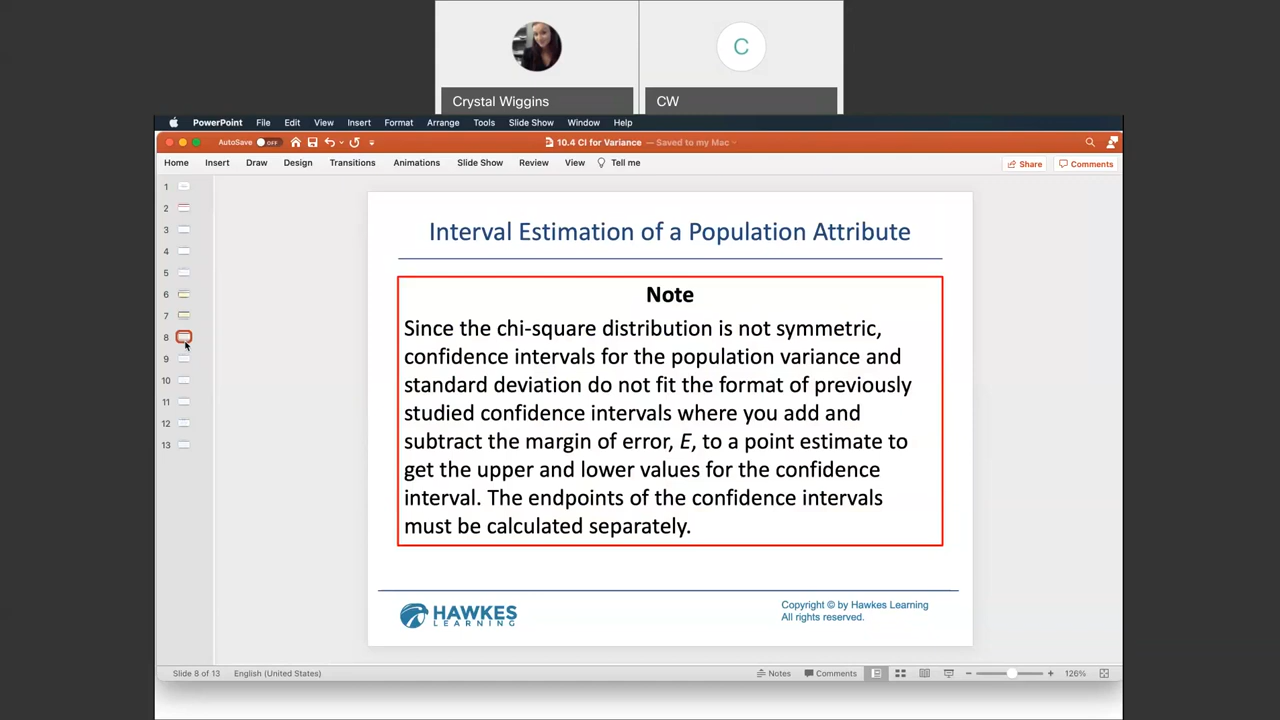 C
Crystal Wiggins
CW
PowerPoint File Edit View Insert Format Arrange Tools Slide Show Window Help
AutoSave OFF 10.4 CI for Variance — Saved to my Mac
Home Insert Draw Design Transitions Animations Slide Show Review View Tell me Share Comments
1
2
3
4
5
6
7
8
9
10
11
12
13
Interval Estimation of a Population Attribute
Note
Since the chi-square distribution is not symmetric,
confidence intervals for the population variance and
standard deviation do not fit the format of previously
studied confidence intervals where you add and
subtract the margin of error, E, to a point estimate to
get the upper and lower values for the confidence
interval. The endpoints of the confidence intervals
must be calculated separately.
HAWKES
LEARNING
Copyright © by Hawkes Learning
All rights reserved.
Slide 8 of 13 English (United States) Notes Comments 126%